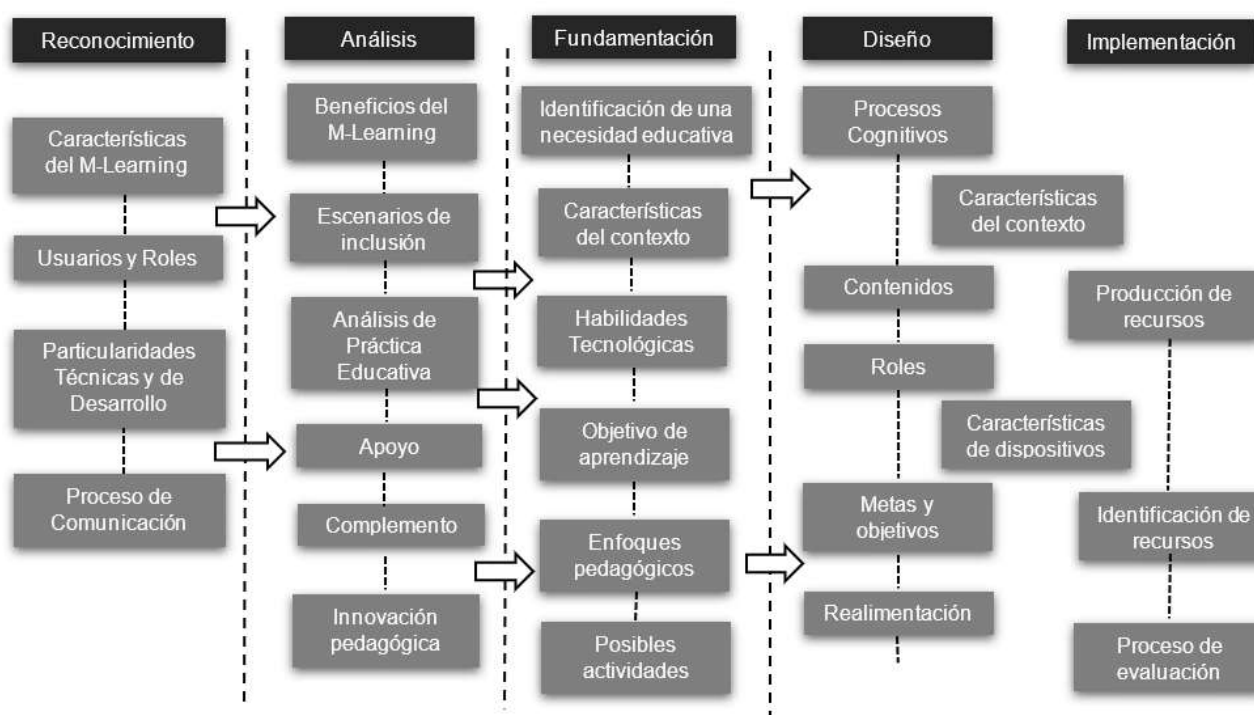 Reconocimiento
Características
del M-Learning
Usuarios y Roles
Particularidades
Técnicas y de
Desarrollo
Proceso de
Comunicación
Análisis
Beneficios del
M-Learning
Escenarios de
inclusión
Análisis de
Práctica
Educativa
Apoyo
Complemento
Innovación
pedagógica
Fundamentación
Identificación de una
necesidad educativa
Características
del contexto
Habilidades
Tecnológicas
Objetivo de
aprendizaje
Enfoques
pedagógicos
Posibles
actividades
Diseño
Procesos
Cognitivos
Características
del contexto
Contenidos
Roles
Características
de dispositivos
Metas y
objetivos
Realimentación
Implementación
Producción de
recursos
Identificación de
recursos
Proceso de
evaluación